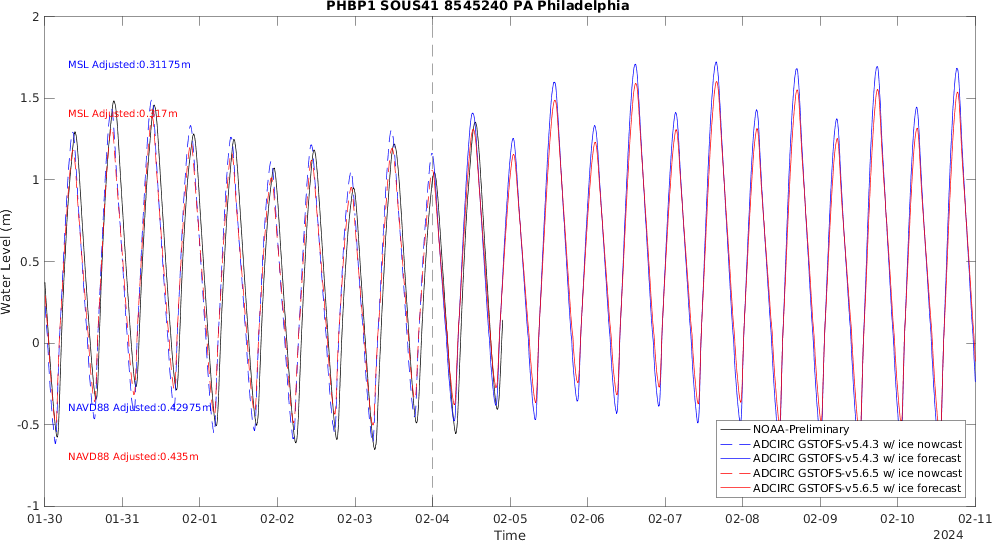 PHBP1 SOUS41 8545240 PA Philadelphia
2
1.5
1
0.5
0
-0.5
-1
Water Level (m)
MSL Adjusted:0.31175m
MSL Adjusted:0.317m
NAVD88 Adjusted:0.42975m
NAVD88 Adjusted:0.435m
NOAA-Preliminary
ADCIRC GSTOFS-v5.4.3 w/ ice nowcast
ADCIRC GSTOFS-v5.4.3 w/ ice forecast
ADCIRC GSTOFS-v5.6.5 w/ ice nowcast
ADCIRC GSTOFS-v5.6.5 w/ ice forecast
01-30 01-31 02-01 02-02 02-03 02-04 02-05 02-06 02-07 02-08 02-09 02-10 02-11
Time
2024